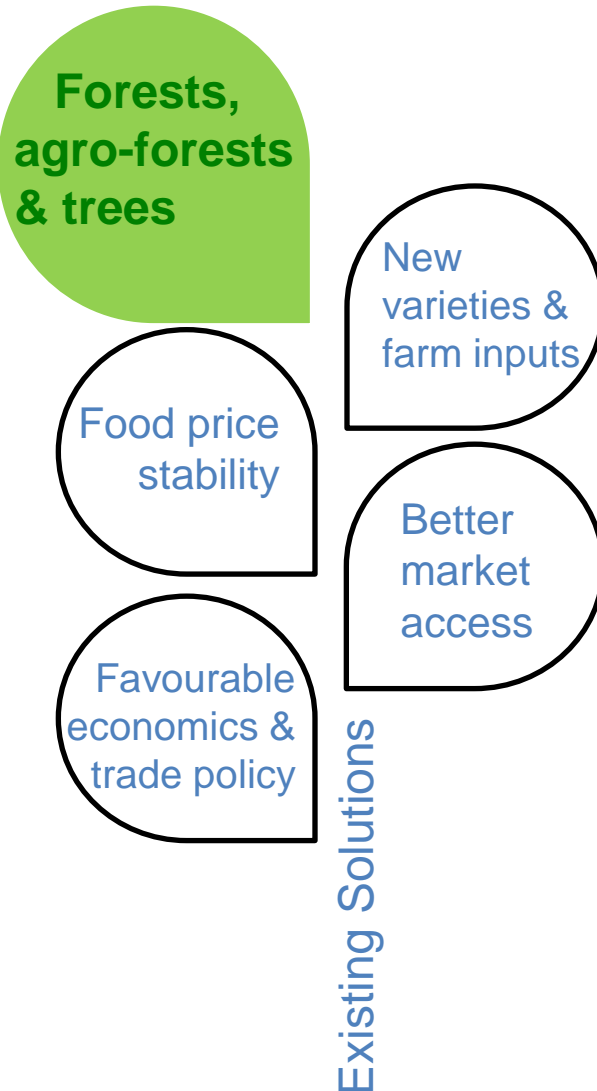 Forests,
agro-forests
& trees
New
varieties &
farm inputs
Food price
stability
Better
market
access
Favourable
economics &
trade policy
Existing Solutions